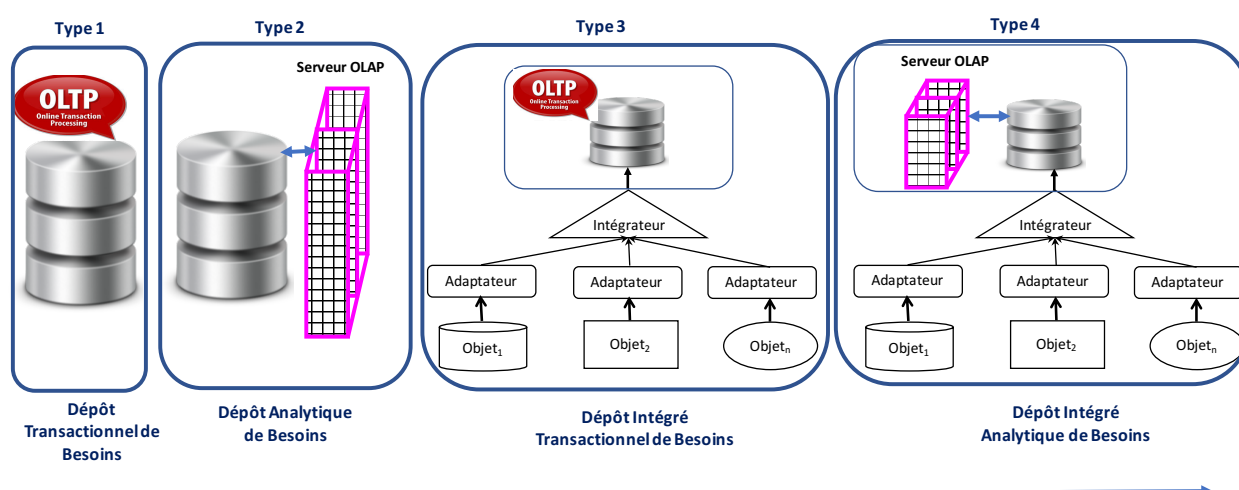 Type 1
OLTP
Online Transaction
Processing
Dépôt
Transactionnel de
Besoins
Type 2
Serveur OLAP
Dépôt Analytique
de Besoins
Type 3
OLTP
Online Transaction
Processing
Intégrateur
Adaptateur
Adaptateur
Adaptateur
Objet1
Objet2
Objetn
Dépôt Intégré
Transactionnel de Besoins
Type 4
Serveur OLAP
Intégrateur
Adaptateur
Adaptateur
Adaptateur
Objet1
Objet2
Objetn
Dépôt Intégré
Analytique de Besoins